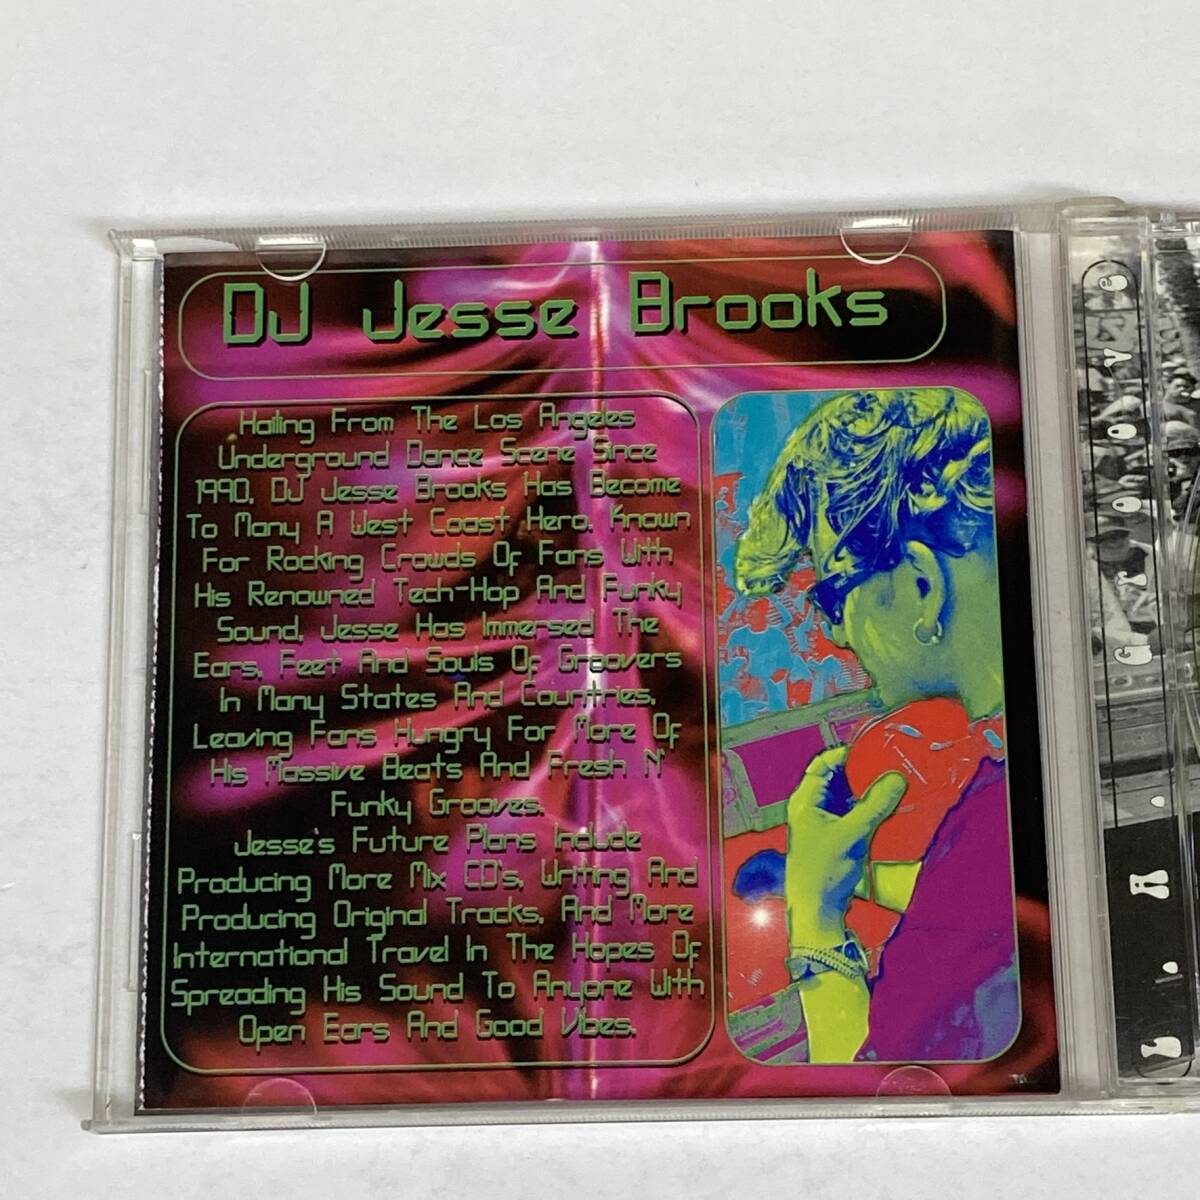 DJ Jesse Brooks
Hailing From The Los Angeles
Underground Dance Scene Since
1990, DJ Jesse Brooks Has Become
To Many A West Coast Hero. Known
For Rocking Crowds Of Fans With
His Renowned Tech-Hop And Funky
Sound, Jesse Has Immersed The
Ears, Feet And Souls Of Groovers
In Many States And Countries,
Leaving Fans Hungry For More Of
His Massive Beats And Fresh N'
Funky Grooves.
Jesse's Future Plans Include
Producing More Mix CD's, Writing And
Producing Original Tracks, And More
International Travel In The Hopes Of
Spreading His Sound To Anyone With
Open Ears And Good Vibes.
L.A. Groove